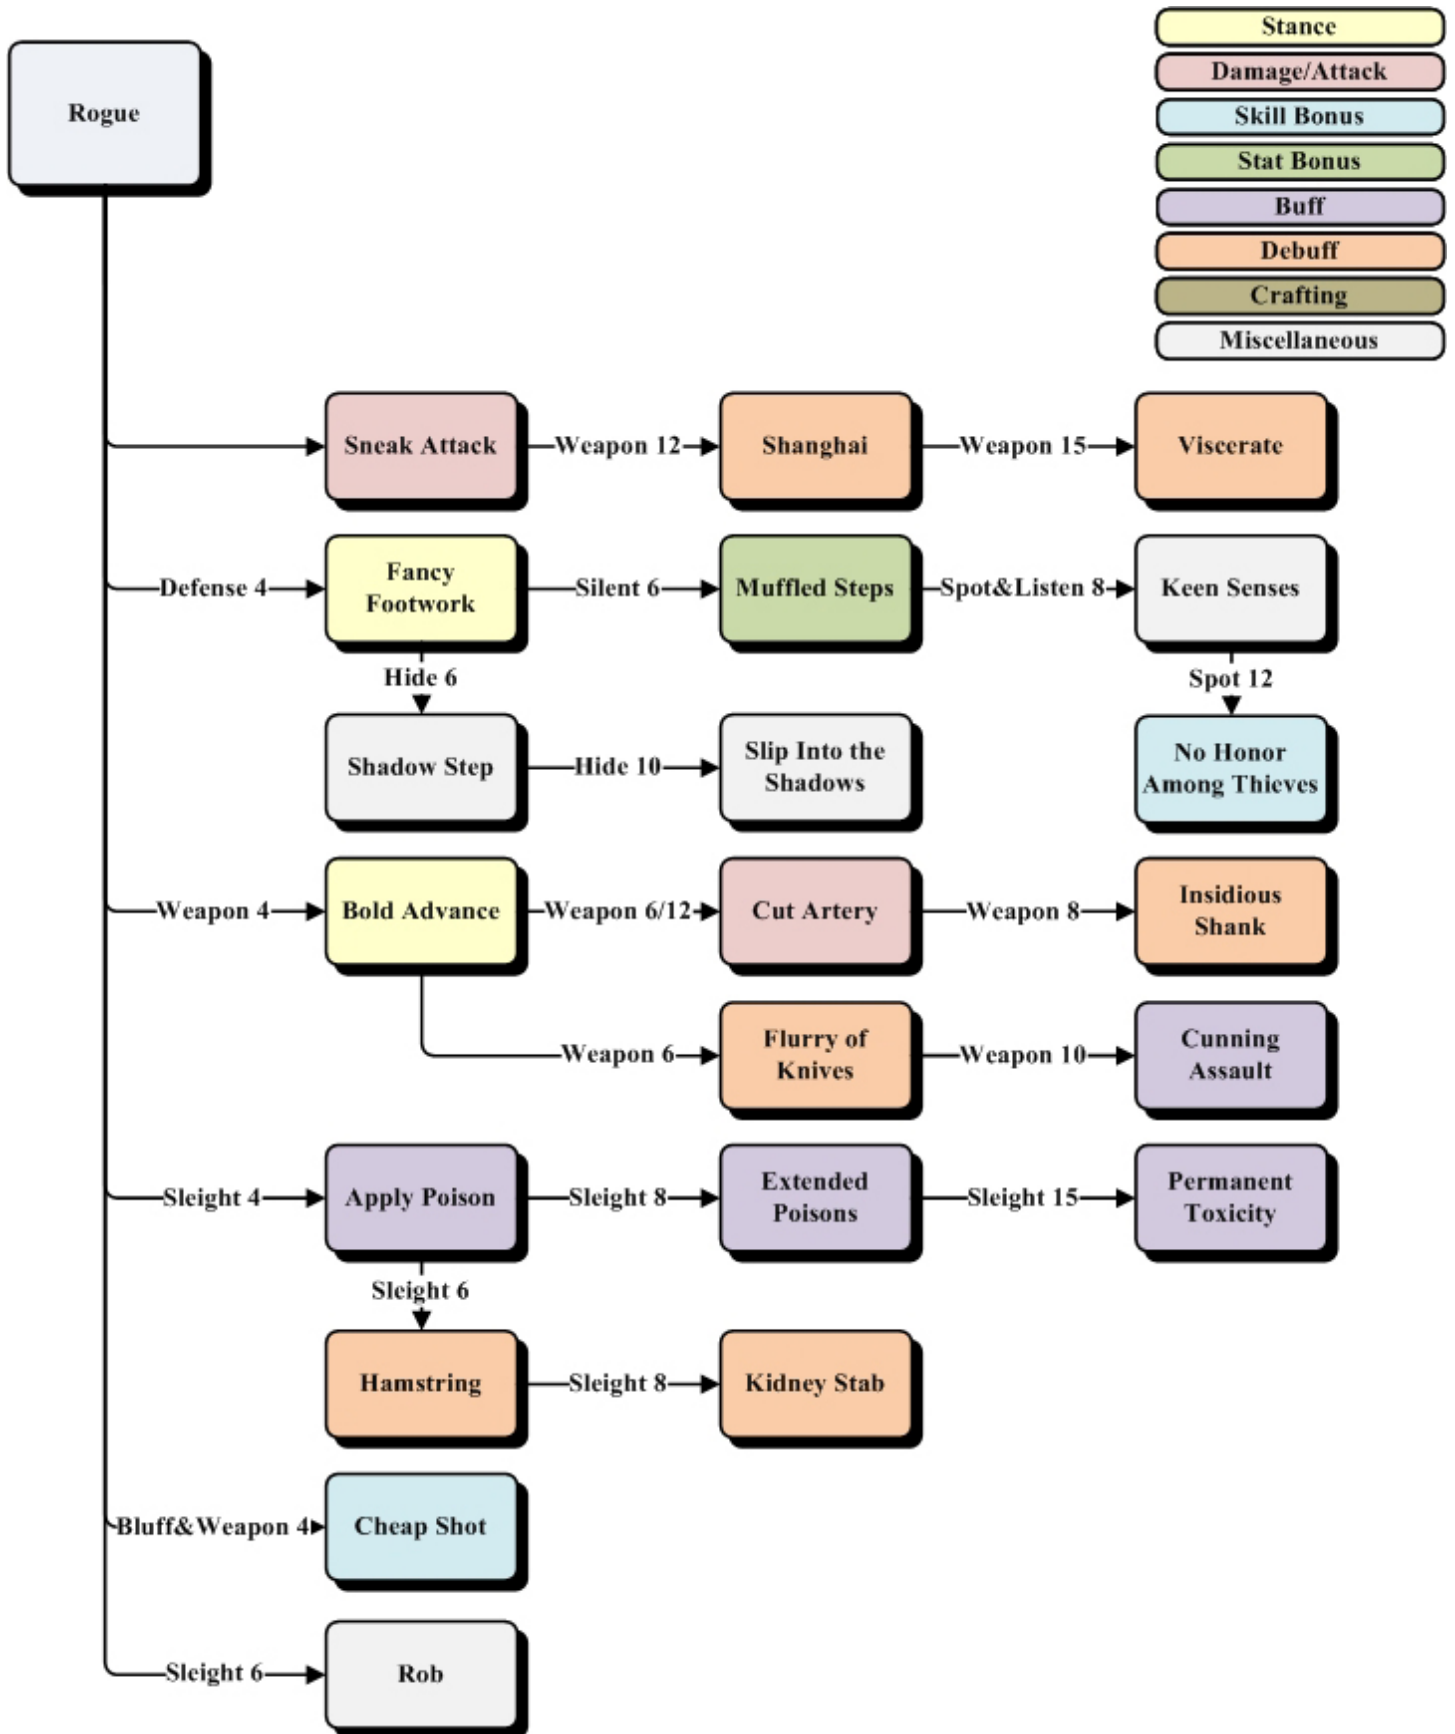 Stance
Damage/Attack
Skill Bonus
Stat Bonus
Buff
Debuff
Crafting
Miscellaneous
Rogue
Sneak Attack
Weapon 12
Shanghai
Weapon 15
Viscerate
Defense 4
Fancy
Footwork
Silent 6
Muffled Steps
Spot&Listen 8
Keen Senses
Hide 6
Spot 12
Shadow Step
Hide 10
Slip Into the
Shadows
No Honor
Among Thieves
Weapon 4
Bold Advance
Weapon 6/12
Cut Artery
Weapon 8
Insidious
Shank
Weapon 6
Flurry of
Knives
Weapon 10
Cunning
Assault
Sleight 4
Apply Poison
Sleight 8
Extended
Poisons
Sleight 15
Permanent
Toxicity
Sleight 6
Hamstring
Sleight 8
Kidney Stab
Bluff&Weapon 4
Cheap Shot
Sleight 6
Rob